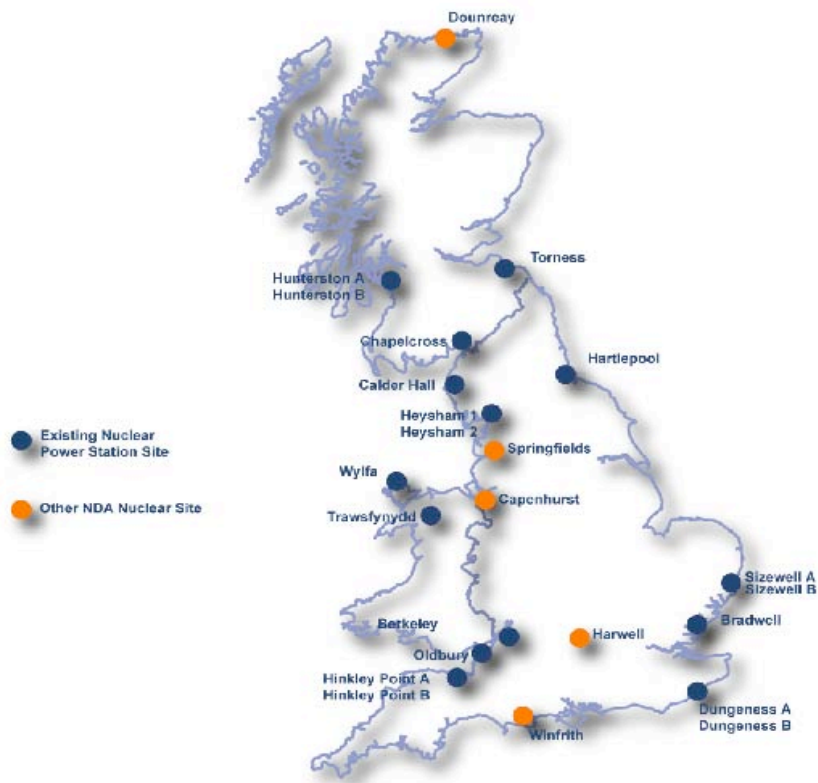 Dounreay
Torness
Hunterston A
Hunterston B
Chapelcross
Hartlepool
Calder Hall
Heysham 1
Heysham 2
Existing Nuclear
Power Station Site
Springfields
Wylfa
Capenhurst
Other NDA Nuclear Site
Trawsfynydd
Sizewell A
Sizewell B
Bradwell
Berkeley
Harwell
Oldbury
Hinkley Point A
Hinkley Point B
Dungeness A
Dungeness B
Winfrith